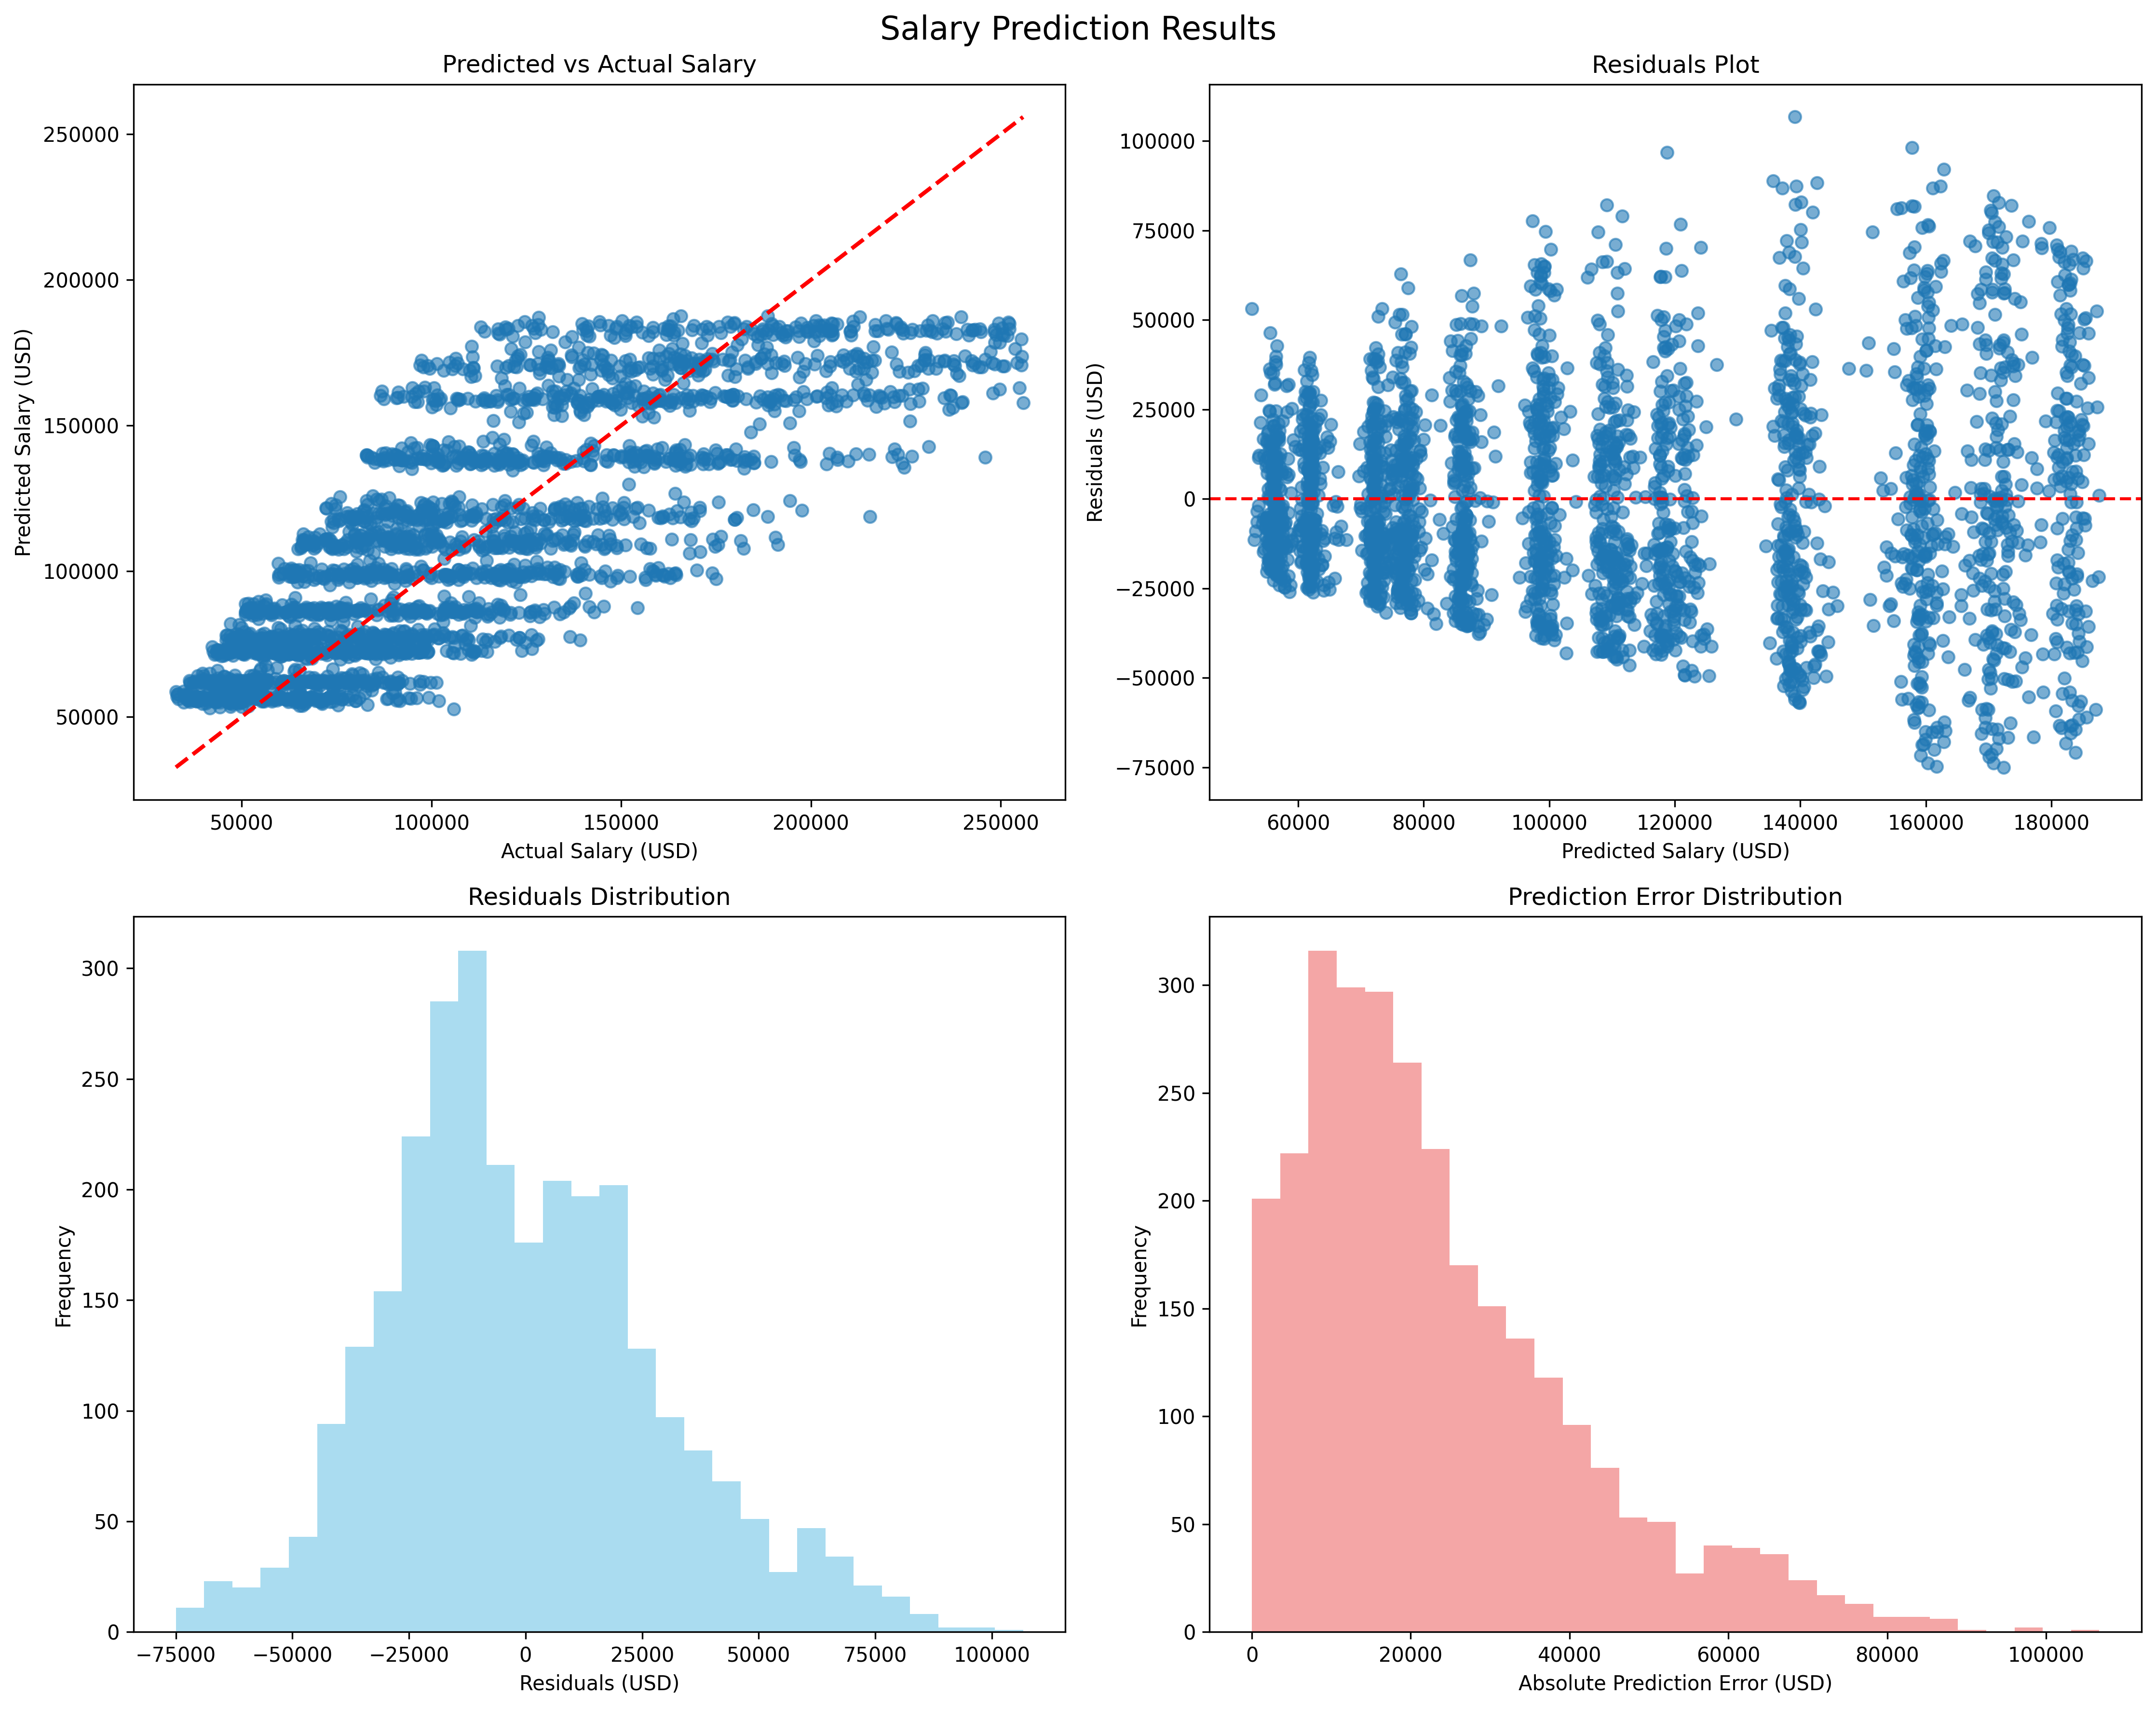 Salary Prediction Results
Predicted vs Actual Salary
Predicted Salary (USD)
250000
200000
150000
100000
50000
50000 100000 150000 200000 250000
Actual Salary (USD)
Residuals Plot
Residuals (USD)
100000
75000
50000
25000
0
−25000
−50000
−75000
60000 80000 100000 120000 140000 160000 180000
Predicted Salary (USD)
Residuals Distribution
Frequency
300
250
200
150
100
50
0
−75000 −50000 −25000 0 25000 50000 75000 100000
Residuals (USD)
Prediction Error Distribution
Frequency
300
250
200
150
100
50
0
0 20000 40000 60000 80000 100000
Absolute Prediction Error (USD)